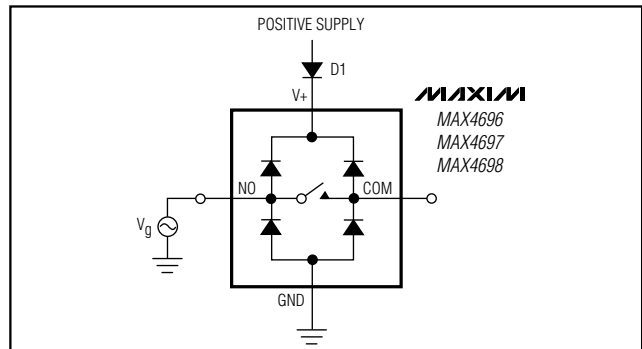 POSITIVE SUPPLY
D1
V+
MAXIM
MAX4696
MAX4697
MAX4698
NO
COM
Vg
GND